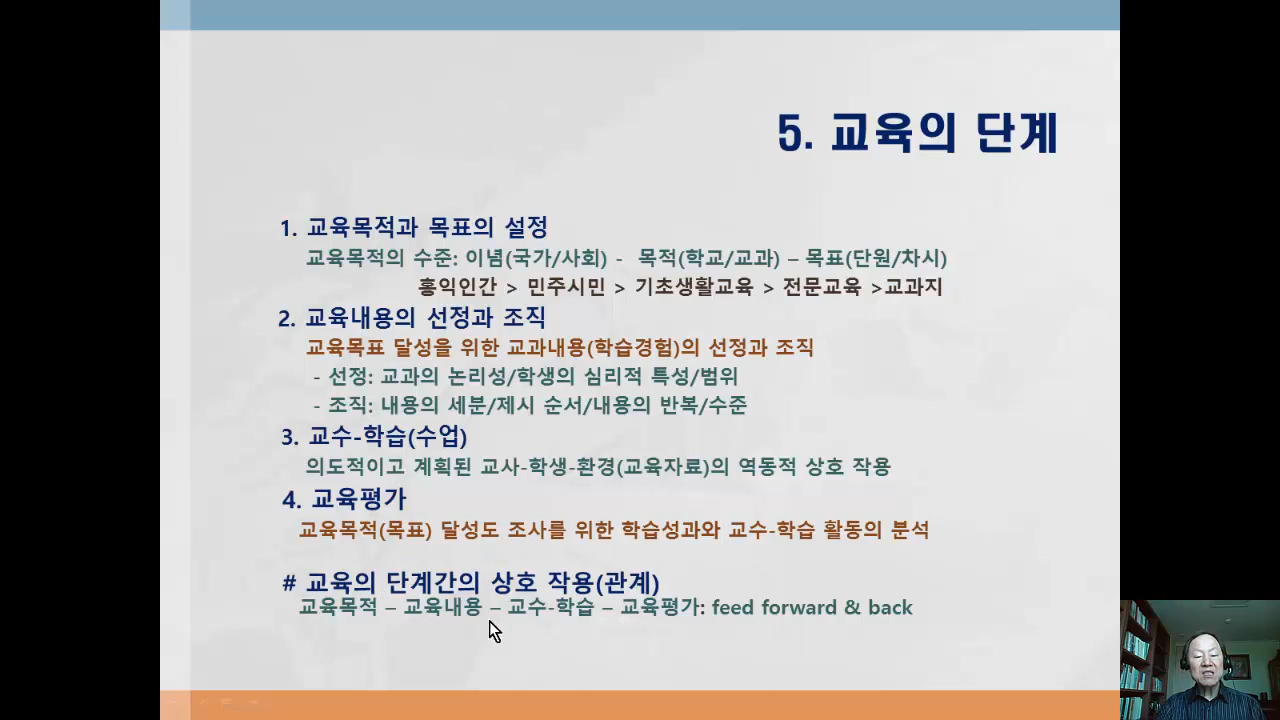 5. 교육의 단계
1. 교육목적과 목표의 설정
교육목적의 수준: 이념(국가/사회) - 목적(학교/교과) – 목표(단원/차시)
홍익인간 > 민주시민 > 기초생활교육 > 전문교육 >교과지
2. 교육내용의 선정과 조직
교육목표 달성을 위한 교과내용(학습경험)의 선정과 조직
- 선정: 교과의 논리성/학생의 심리적 특성/범위
- 조직: 내용의 세분/제시 순서/내용의 반복/수준
3. 교수-학습(수업)
의도적이고 계획된 교사-학생-환경(교육자료)의 역동적 상호 작용
4. 교육평가
교육목적(목표) 달성도 조사를 위한 학습성과와 교수-학습 활동의 분석
# 교육의 단계간의 상호 작용(관계)
교육목적 – 교육내용 – 교수-학습 – 교육평가: feed forward & back